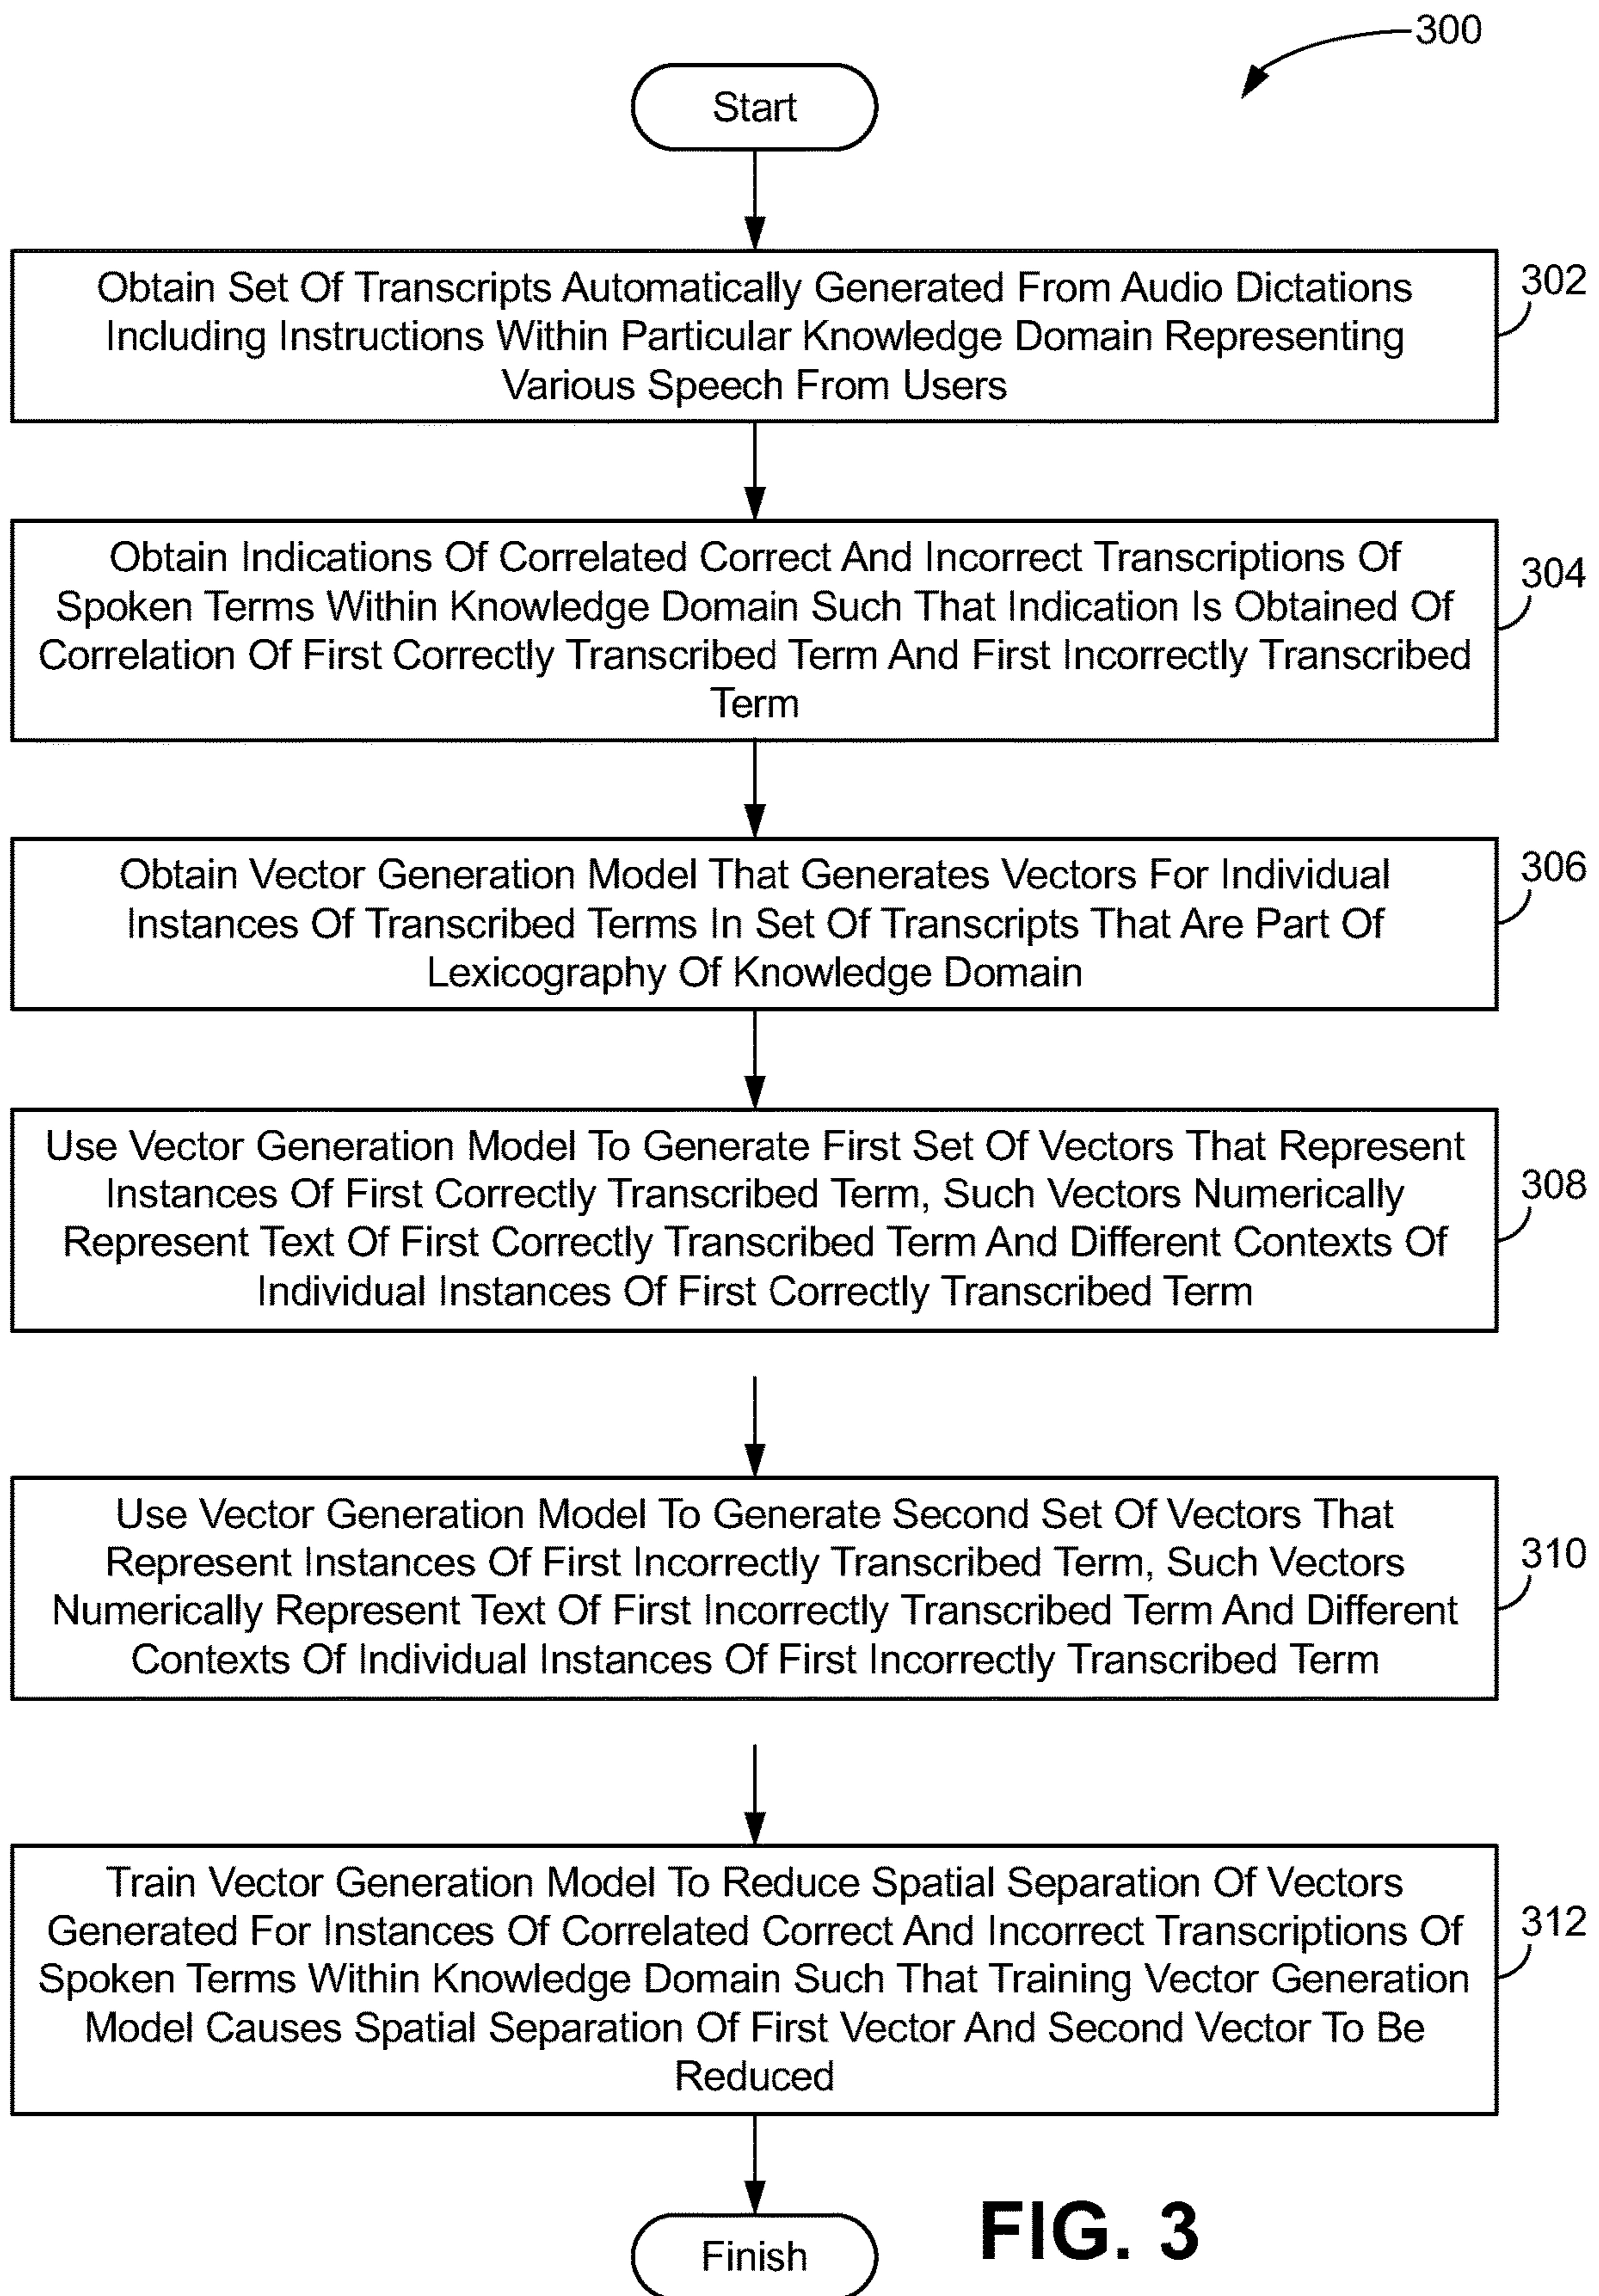 300
Start
Obtain Set Of Transcripts Automatically Generated From Audio Dictations
Including Instructions Within Particular Knowledge Domain Representing
Various Speech From Users
302
Obtain Indications Of Correlated Correct And Incorrect Transcriptions Of
Spoken Terms Within Knowledge Domain Such That Indication Is Obtained Of
Correlation Of First Correctly Transcribed Term And First Incorrectly Transcribed
Term
304
Obtain Vector Generation Model That Generates Vectors For Individual
Instances Of Transcribed Terms In Set Of Transcripts That Are Part Of
Lexicography Of Knowledge Domain
306
Use Vector Generation Model To Generate First Set Of Vectors That Represent
Instances Of First Correctly Transcribed Term, Such Vectors Numerically
Represent Text Of First Correctly Transcribed Term And Different Contexts Of
Individual Instances Of First Correctly Transcribed Term
308
Use Vector Generation Model To Generate Second Set Of Vectors That
Represent Instances Of First Incorrectly Transcribed Term, Such Vectors
Numerically Represent Text Of First Incorrectly Transcribed Term And Different
Contexts Of Individual Instances Of First Incorrectly Transcribed Term
310
Train Vector Generation Model To Reduce Spatial Separation Of Vectors
Generated For Instances Of Correlated Correct And Incorrect Transcriptions Of
Spoken Terms Within Knowledge Domain Such That Training Vector Generation
Model Causes Spatial Separation Of First Vector And Second Vector To Be
Reduced
312
Finish
FIG. 3